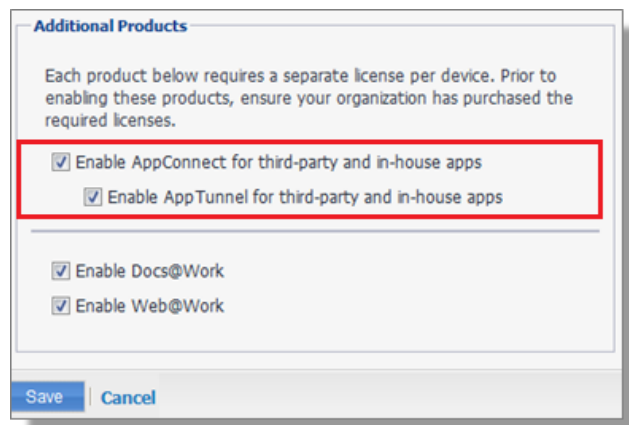 Additional Products
Each product below requires a separate license per device. Prior to
enabling these products, ensure your organization has purchased the
required licenses.
Enable AppConnect for third-party and in-house apps
Enable AppTunnel for third-party and in-house apps
Enable Docs@Work
Enable Web@Work
Save | Cancel